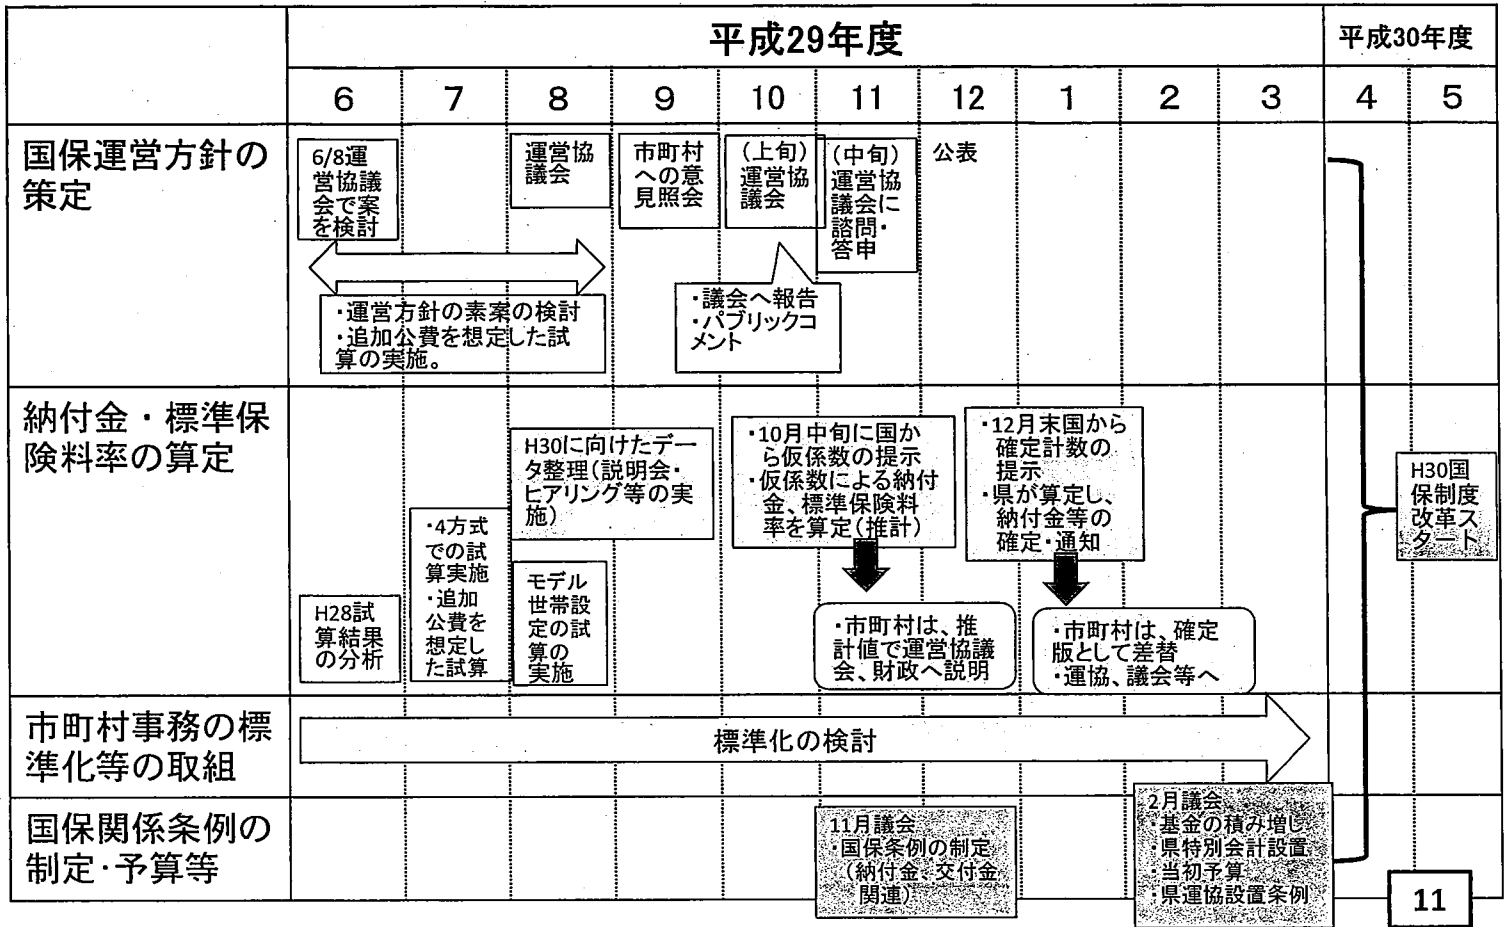 平成29年度
平成30年度
6
7
8
9
10
11
12
1
2
3
4
5
国保運営方針の
策定
6/8運
営協議
会で案
を検討
運営協
議会
市町村
への意
見照会
(上旬)
運営協
議会
(中旬)
運営協
議会に
諮問・
答申
公表
・運営方針の素案の検討
・追加公費を想定した試
算の実施。
・議会へ報告
・パブリックコ
メント
納付金・標準保
険料率の算定
H28試
算結果
の分析
・4方式
での試
算実施
・追加
公費を
想定し
た試算
H30に向けたデー
タ整理(説明会・
ヒアリング等の実
施)
モデル
世帯設
定の試
算の
実施
・10月中旬に国か
ら仮係数の提示
・仮係数による納付
金、標準保険料
率を算定(推計)
・市町村は、推
計値で運営協議
会、財政へ説明
・12月末国から
確定計数の
提示
・県が算定し、
納付金等の
確定・通知
・市町村は、確定
版として差替
・運協、議会等へ
H30国
保制度
改革ス
タート
市町村事務の標
準化等の取組
標準化の検討
国保関係条例の
制定・予算等
11月議会
・国保条例の制定
(納付金、交付金
関連)
2月議会
・基金の積み増し
・県特別会計設置
・当初予算
・県運協設置条例
11